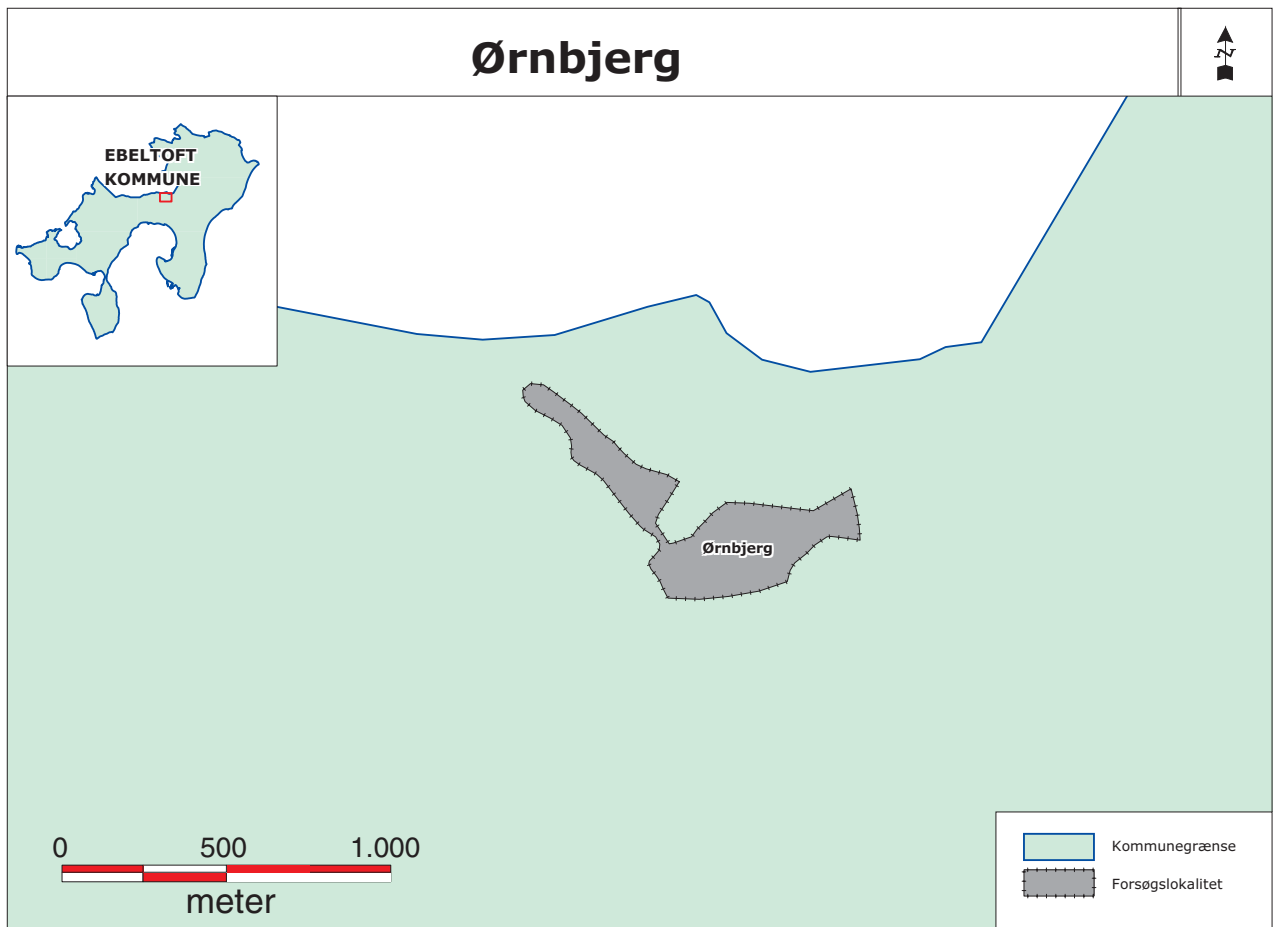 Ørnbjerg
N
EBELTOFT
KOMMUNE
Ørnbjerg
0 500 1.000
meter
Kommunegrænse
Forsøgslokalitet